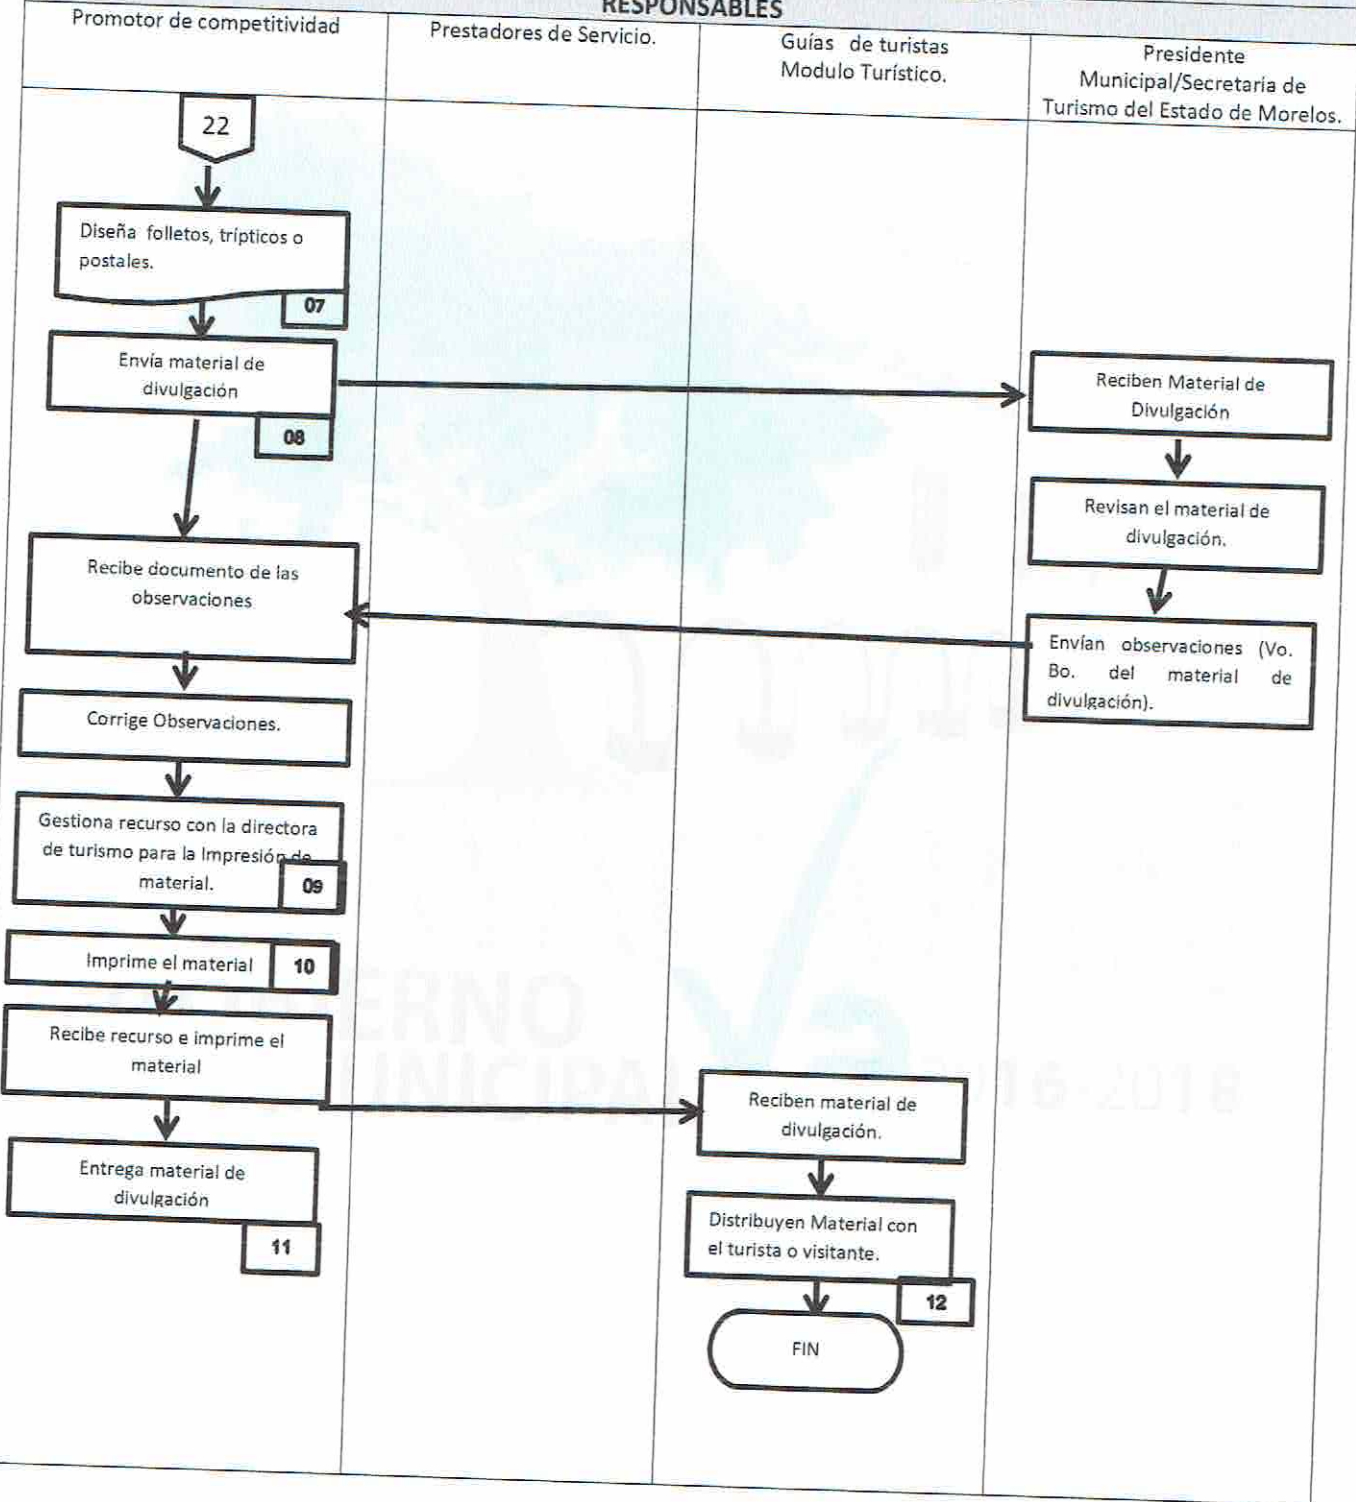 RESPONSABLES
Promotor de competitividad
Prestadores de Servicio.
Guías de turistas
Modulo Turístico.
Presidente
Municipal/Secretaria de
Turismo del Estado de Morelos.
22
Diseña folletos, trípticos o
postales.
07
Envía material de
divulgación
08
Reciben Material de
Divulgación
Revisan el material de
divulgación.
Recibe documento de las
observaciones
Envían observaciones (Vo.
Bo. del material de
divulgación).
Corrige Observaciones.
Gestiona recurso con la directora
de turismo para la Impresión de
material.
09
Imprime el material
10
Recibe recurso e imprime el
material
Reciben material de
divulgación.
Entrega material de
divulgación
11
Distribuyen Material con
el turista o visitante.
12
FIN
GOBIERNO
MUNICIPAL
Va
2016-2018